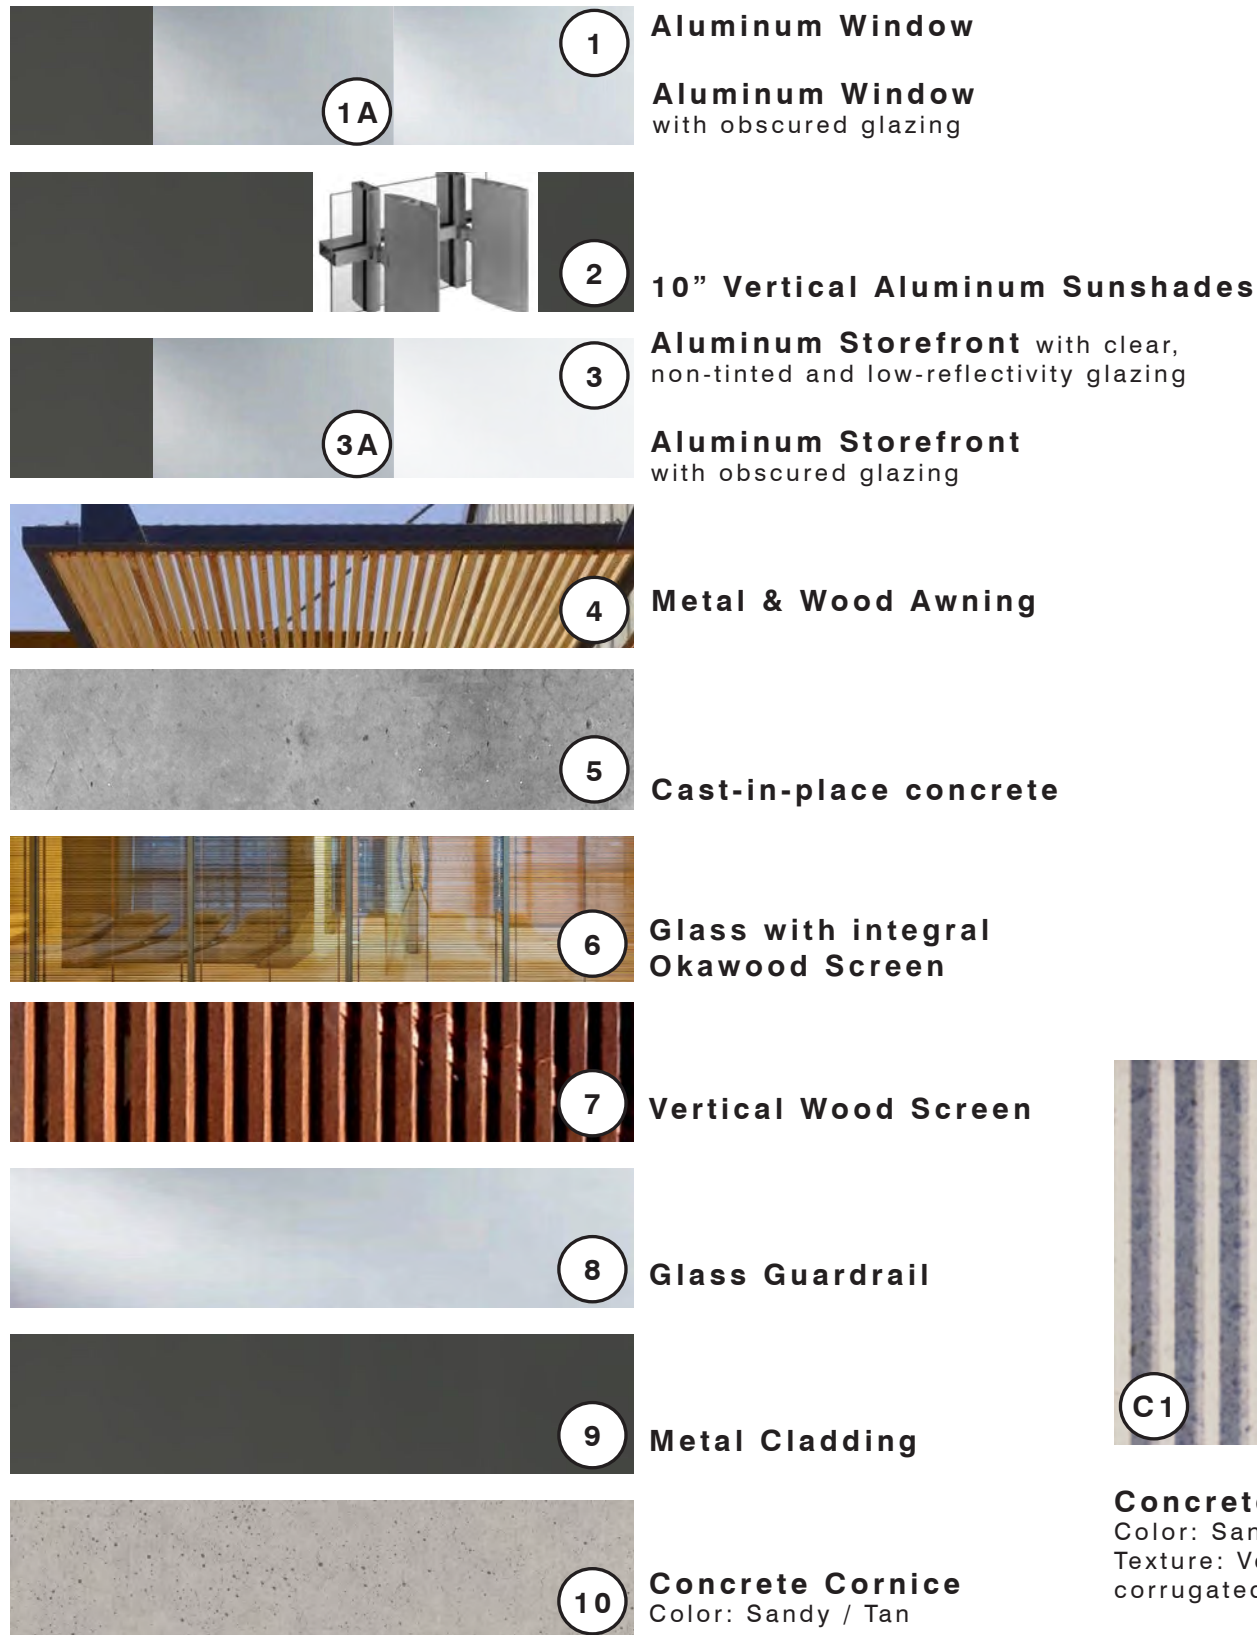 1
Aluminum Window
1A
Aluminum Window
with obscured glazing
2
10” Vertical Aluminum Sunshades
3
Aluminum Storefront with clear,
non-tinted and low-reflectivity glazing
3A
Aluminum Storefront
with obscured glazing
4
Metal & Wood Awning
5
Cast-in-place concrete
6
Glass with integral
Okawood Screen
7
Vertical Wood Screen
8
Glass Guardrail
9
Metal Cladding
10
Concrete Cornice
Color: Sandy / Tan
C1
Color:
Texture: